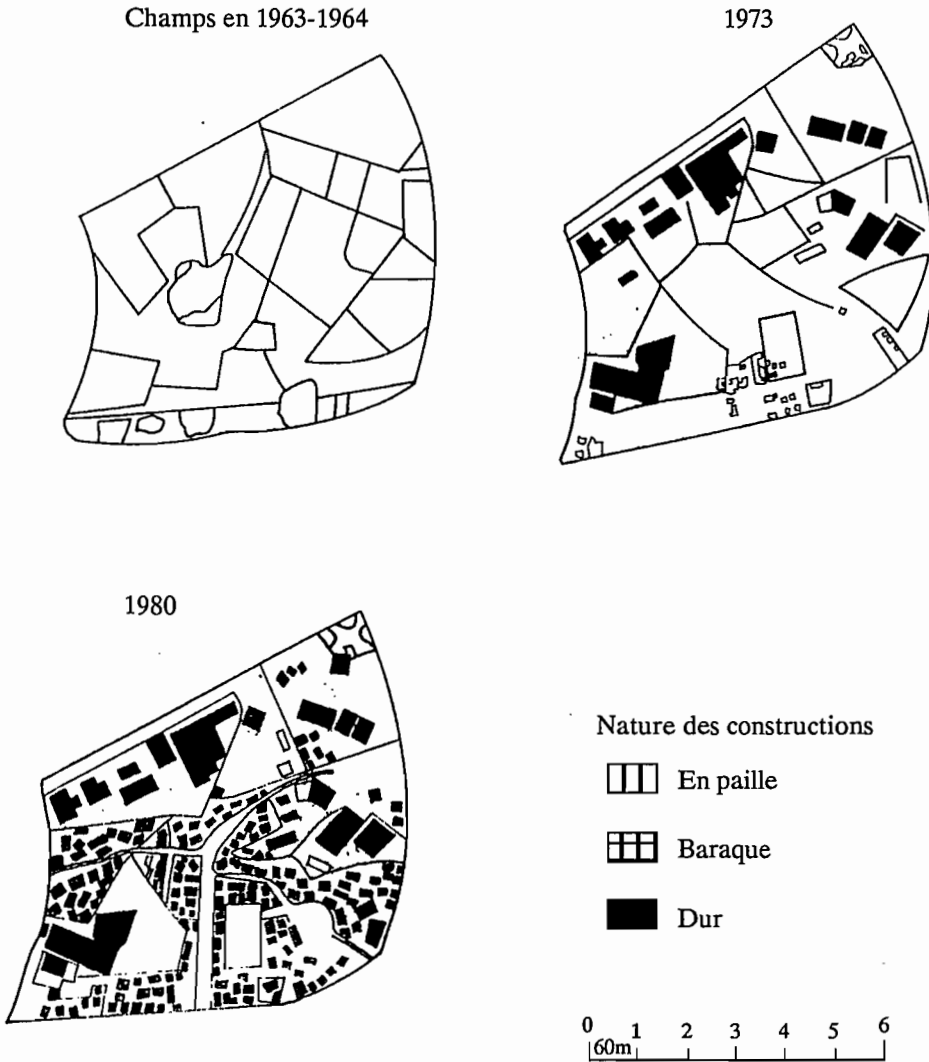 Champs en 1963-1964
1973
1980
Nature des constructions
En paille
Baraque
Dur
0 1 2 3 4 5 6
60m